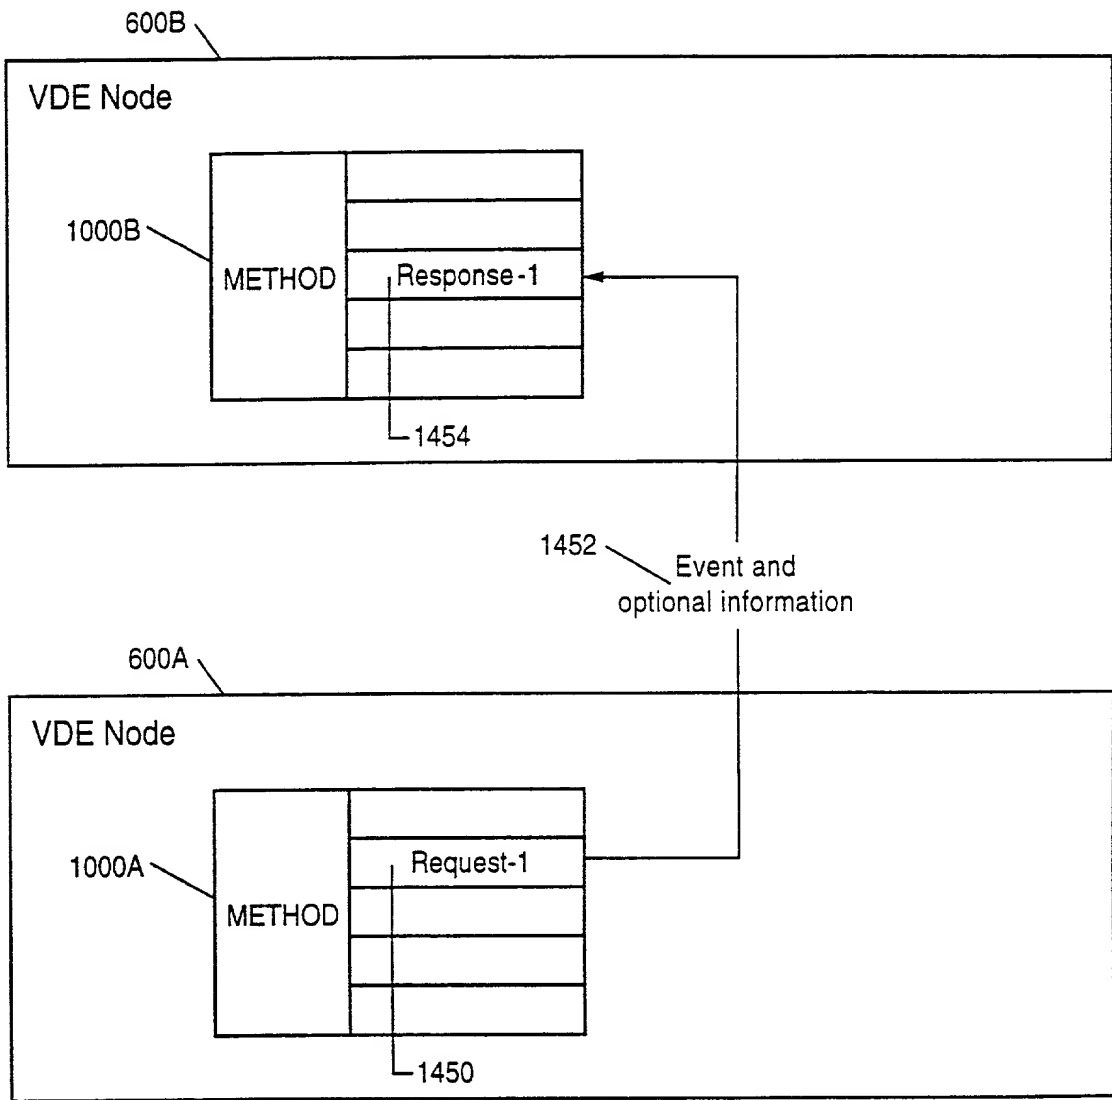 600B
VDE Node
1000B
METHOD
Response-1
1454
1452
Event and
optional information
600A
VDE Node
1000A
METHOD
Request-1
1450